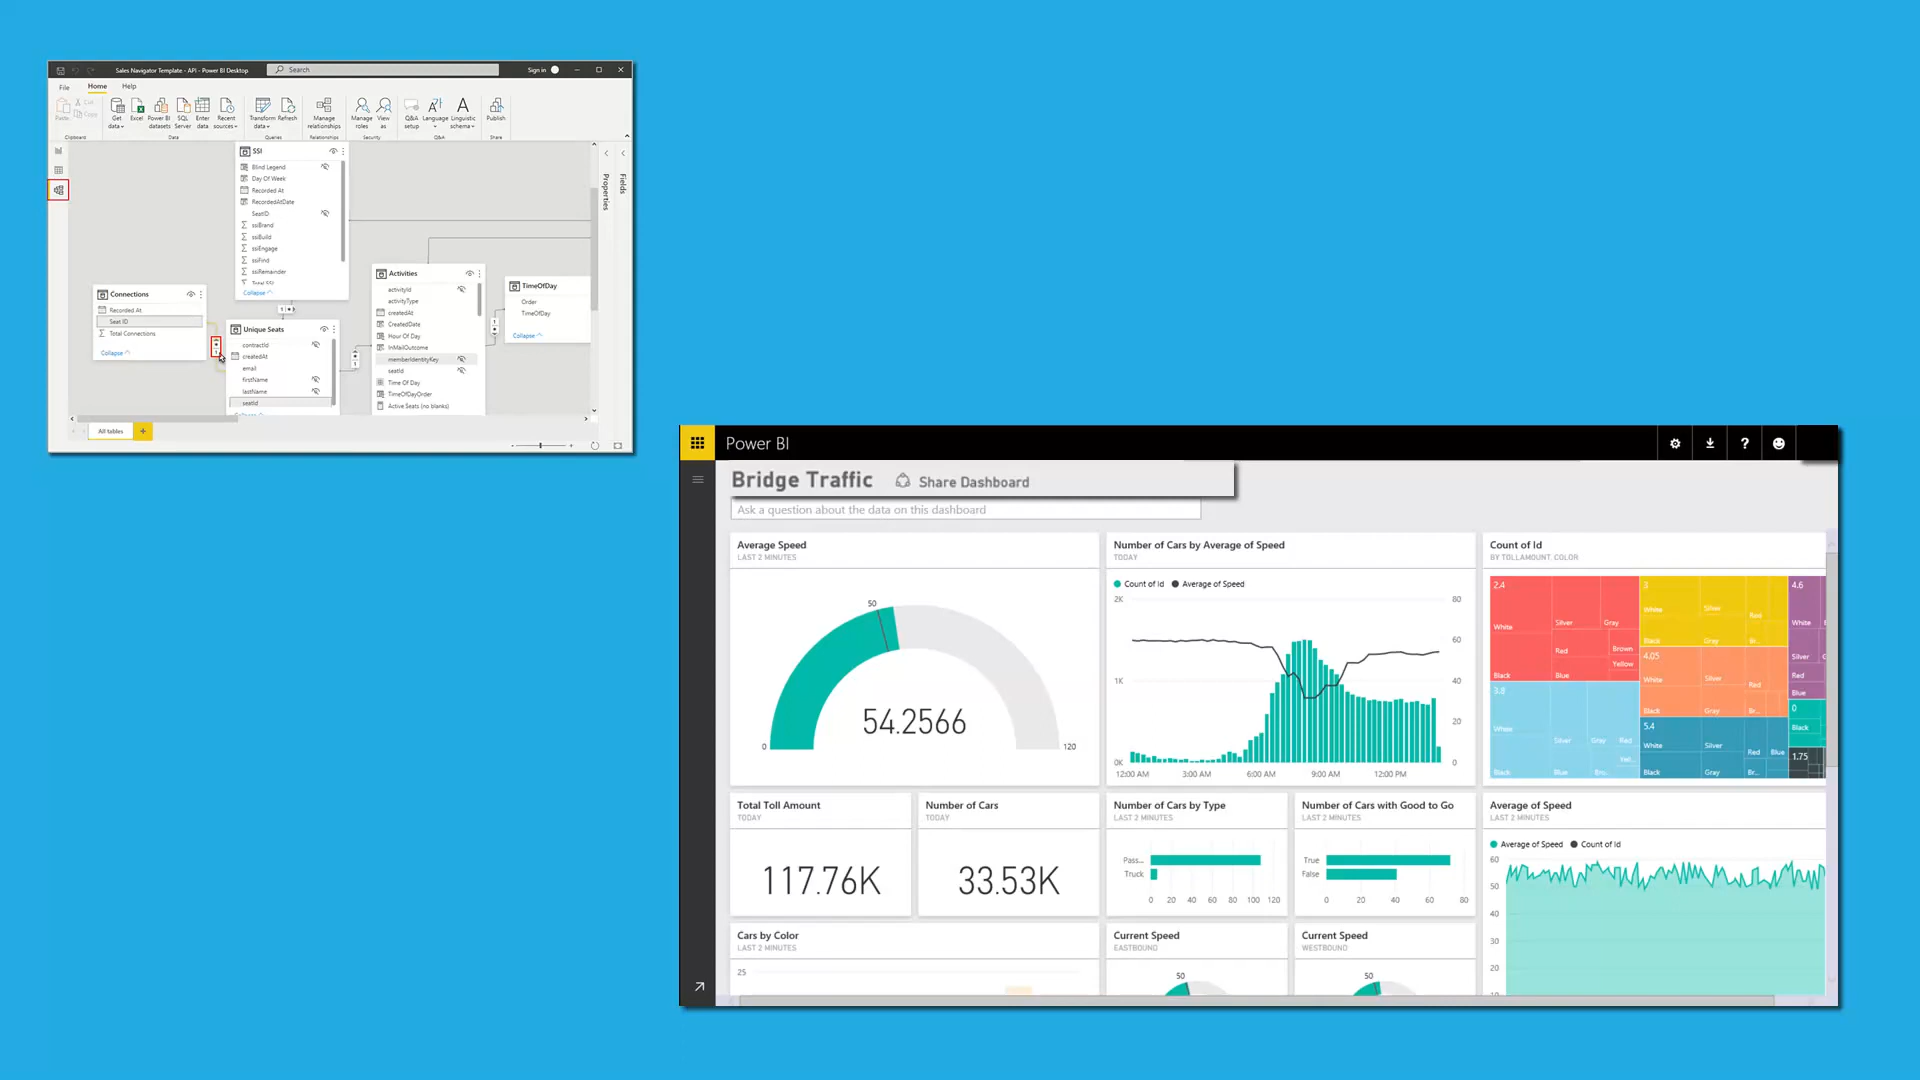 Sales Navigator Template - API - Power BI Desktop
Search
Sign in
File
Home
Help
Paste
Cut
Copy
Get data
Excel
Power BI datasets
SQL Server
Enter data
Recent sources
Transform data
Refresh
Manage relationships
Manage roles
View as
Q&A setup
Language
Linguistic schema
Publish
Clipboard
Data
Queries
Relationships
Security
Q&A
Share
SSI
Blind Legend
Day Of Week
Recorded At
RecordedAtDate
SeatID
ssiBrand
ssiBuild
ssiEngage
ssiFind
ssiRemainder
Total SSI
Collapse
Properties
Fields
Connections
Recorded At
Seat ID
Total Connections
Collapse
Unique Seats
contractId
createdAt
email
firstName
lastName
seatId
Collapse
Activities
activityId
activityType
createdAt
CreatedDate
Hour Of Day
InMailOutcome
memberIdentityKey
seatId
Time Of Day
TimeOfDayOrder
Active Seats (no blanks)
TimeOfDay
Order
TimeOfDay
Collapse
All tables
Power BI
Bridge Traffic
Share Dashboard
Ask a question about the data on this dashboard
Average Speed
LAST 2 MINUTES
50
54.2566
0
120
Number of Cars by Average of Speed
TODAY
Count of Id
Average of Speed
2K
1K
0K
80
60
40
20
0
12:00 AM
3:00 AM
6:00 AM
9:00 AM
12:00 PM
Count of Id
BY TOLLAMOUNT, COLOR
2.4
White
Silver
Gray
Red
Brown
Yellow
Black
Blue
3
White
Silver
Red
Black
Gray
Br...
4.6
White
Silver
Red
Blue
3.8
White
Silver
Gray
Red
Yel...
Black
Blue
Bro...
4.05
White
Silver
Red
Black
Gray
Br...
5.4
White
Silver
Red
Blue
Black
Gray
Br...
0
Black
1.75
Total Toll Amount
TODAY
117.76K
Number of Cars
TODAY
33.53K
Number of Cars by Type
LAST 2 MINUTES
Pass...
Truck
0 20 40 60 80 100 120
Number of Cars with Good to Go
LAST 2 MINUTES
True
False
0 20 40 60 80
Average of Speed
LAST 2 MINUTES
Average of Speed
Count of Id
60
50
40
30
20
10
Cars by Color
LAST 2 MINUTES
25
Current Speed
EASTBOUND
50
Current Speed
WESTBOUND
50